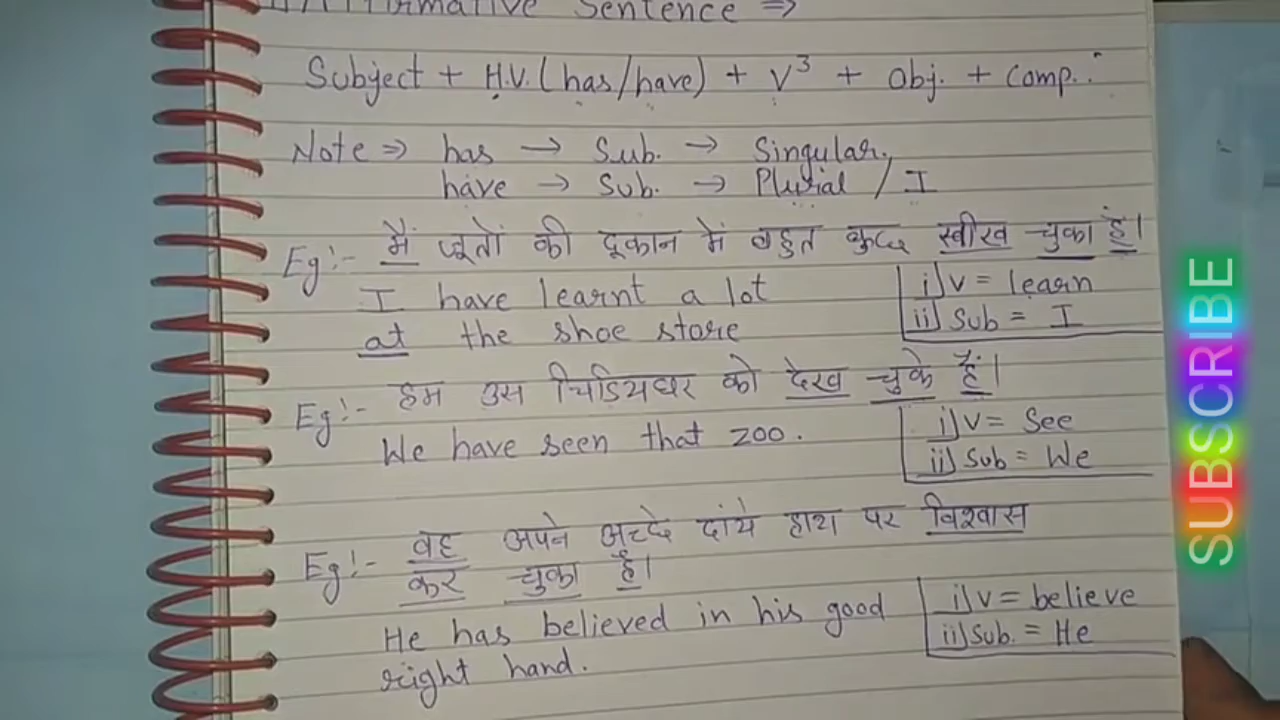 Affirmative Sentence ⇒
Subject + H.V. (has/have) + V³ + Obj. + Comp..
Note ⇒ has → Sub. → Singular.
have → Sub. → Plurial / I
Eg:- मैं जूतों की दूकान में बहुत कुछ सीख चुका हूं।
I have learnt a lot
at the shoe store
i) V = learn
ii) Sub = I
Eg:- हम उस चिडियघर को देख चुके हैं।
We have seen that zoo.
i) V = See
ii) Sub = We
Eg:- वह अपने अच्छे दांये हाथ पर विश्वास
कर चुका है।
He has believed in his good
right hand.
i) V = believe
ii) Sub. = He
SUBSCRIBE